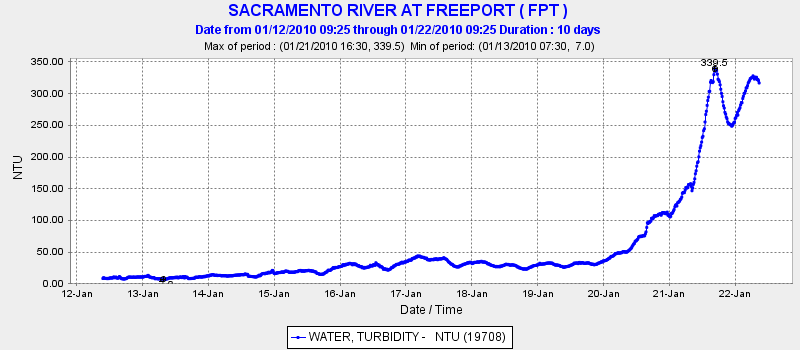 SACRAMENTO RIVER AT FREEPORT ( FPT )
Date from 01/12/2010 09:25 through 01/22/2010 09:25 Duration : 10 days
Max of period : (01/21/2010 16:30, 339.5) Min of period: (01/13/2010 07:30, 7.0)
339.5
350.00
300.00
250.00
200.00
150.00
100.00
50.00
0.00
NTU
12-Jan 13-Jan 14-Jan 15-Jan 16-Jan 17-Jan 18-Jan 19-Jan 20-Jan 21-Jan 22-Jan
Date / Time
WATER, TURBIDITY - NTU (19708)